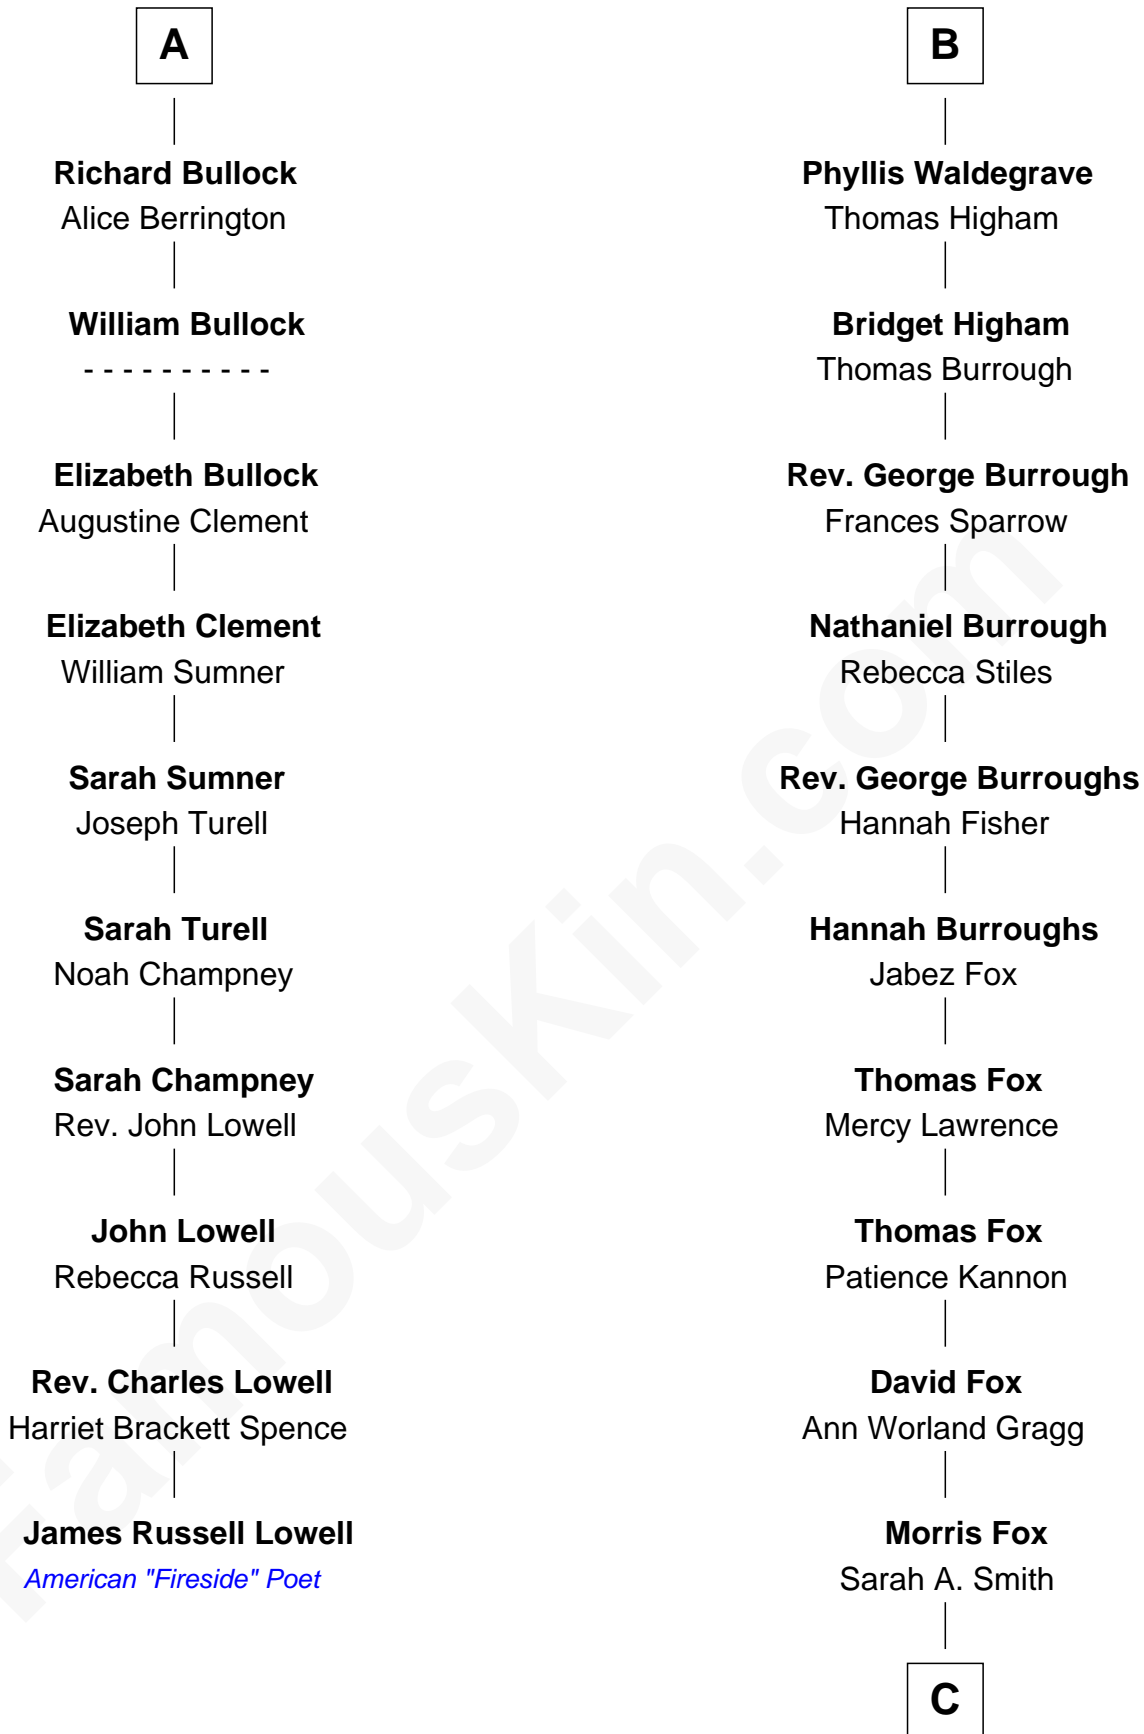 A
Richard Bullock
Alice Berrington
William Bullock
- - - - - - - - - -
Elizabeth Bullock
Augustine Clement
Elizabeth Clement
William Sumner
Sarah Sumner
Joseph Turell
Sarah Turell
Noah Champney
Sarah Champney
Rev. John Lowell
John Lowell
Rebecca Russell
Rev. Charles Lowell
Harriet Brackett Spence
James Russell Lowell
American "Fireside" Poet
B
Phyllis Waldegrave
Thomas Higham
Bridget Higham
Thomas Burrough
Rev. George Burrough
Frances Sparrow
Nathaniel Burrough
Rebecca Stiles
Rev. George Burroughs
Hannah Fisher
Hannah Burroughs
Jabez Fox
Thomas Fox
Mercy Lawrence
Thomas Fox
Patience Kannon
David Fox
Ann Worland Gragg
Morris Fox
Sarah A. Smith
C
FamousKin.com